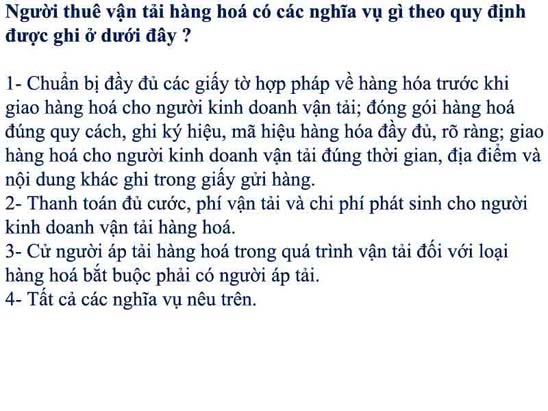 Người thuê vận tải hàng hoá có các nghĩa vụ gì theo quy định
được ghi ở dưới đây ?
1- Chuẩn bị đầy đủ các giấy tờ hợp pháp về hàng hóa trước khi
giao hàng hoá cho người kinh doanh vận tải; đóng gói hàng hoá
đúng quy cách, ghi ký hiệu, mã hiệu hàng hóa đầy đủ, rõ ràng; giao
hàng hoá cho người kinh doanh vận tải đúng thời gian, địa điểm và
nội dung khác ghi trong giấy gửi hàng.
2- Thanh toán đủ cước, phí vận tải và chi phí phát sinh cho người
kinh doanh vận tải hàng hoá.
3- Cử người áp tải hàng hoá trong quá trình vận tải đối với loại
hàng hoá bắt buộc phải có người áp tải.
4- Tất cả các nghĩa vụ nêu trên.